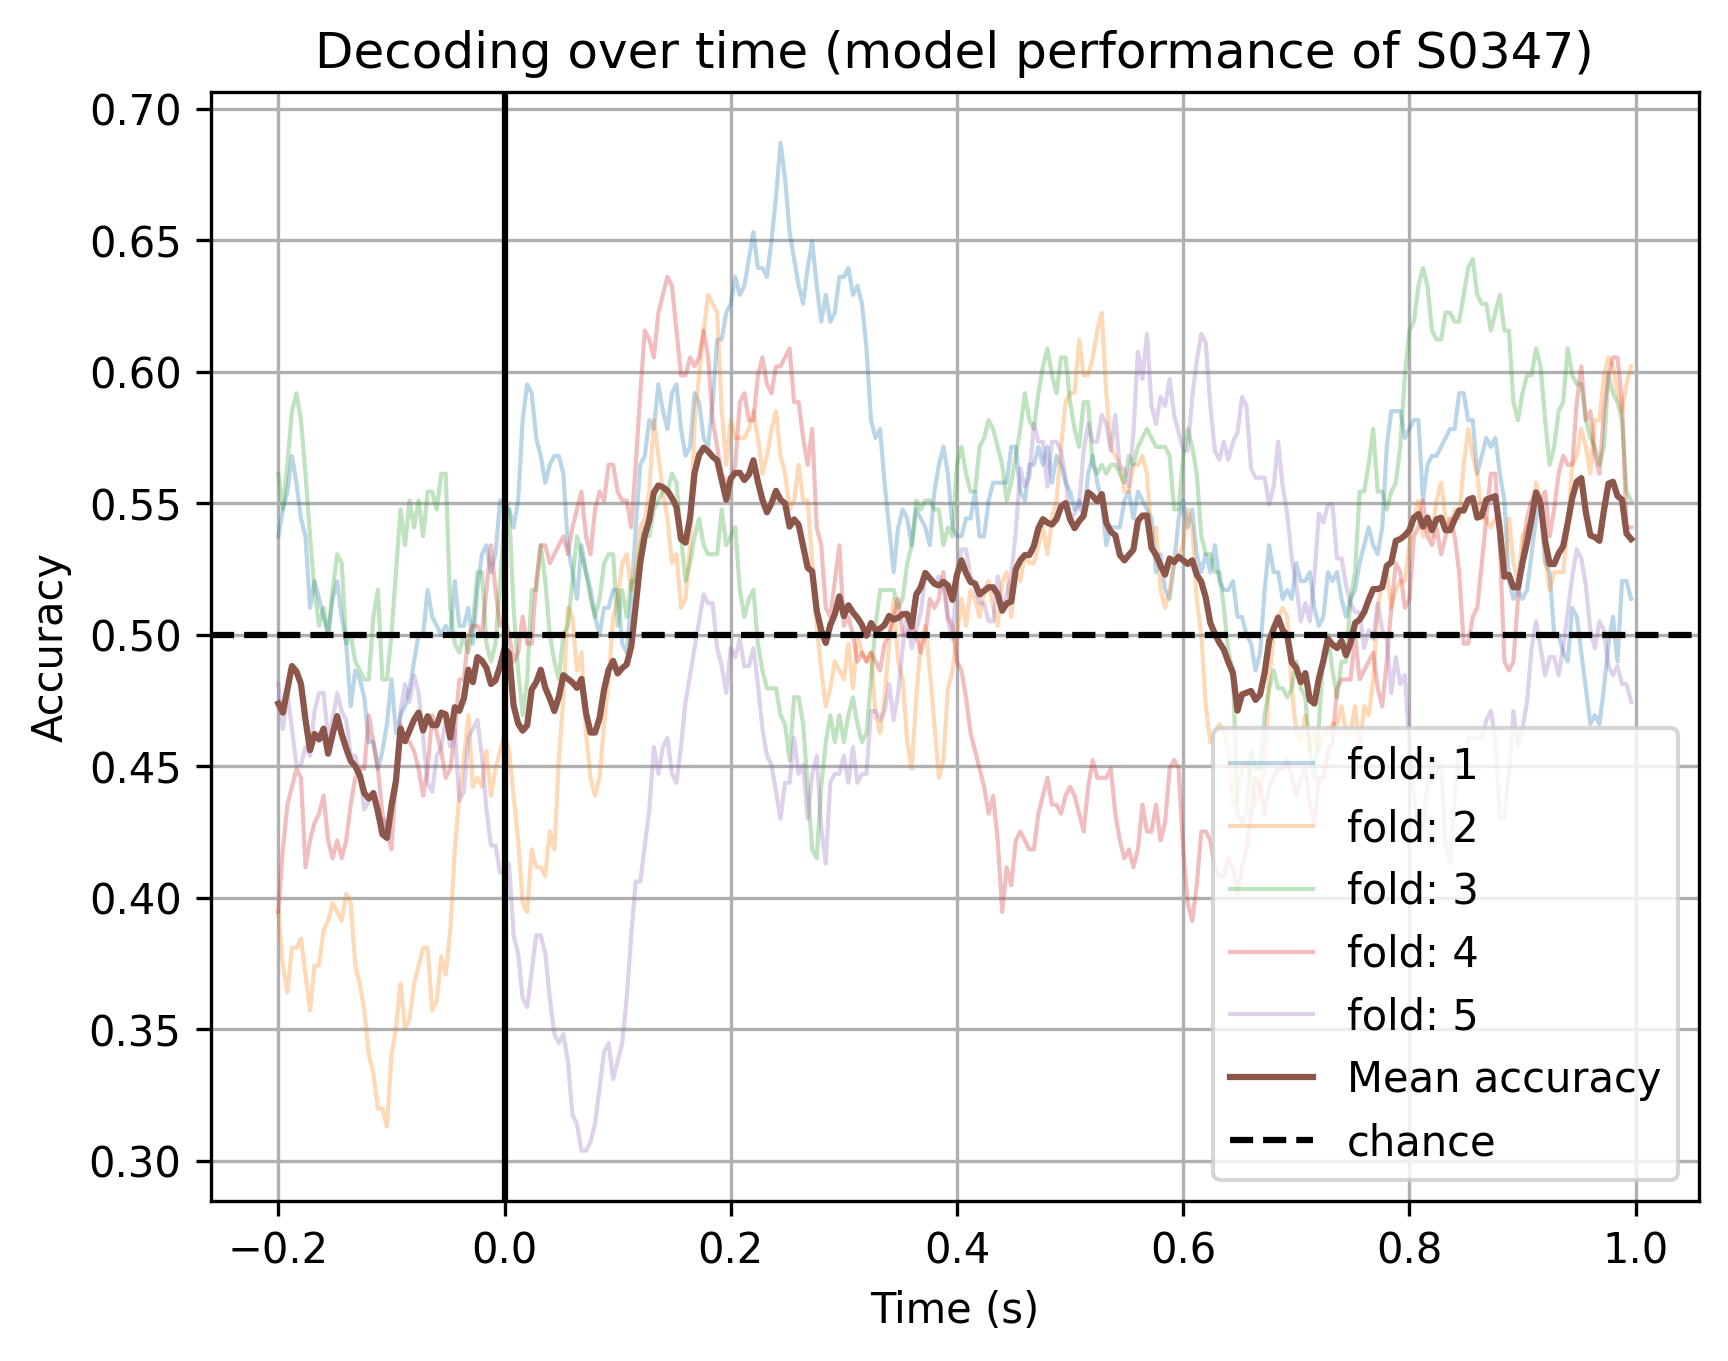 Decoding over time (model performance of S0347)
0.70
0.65
0.60
0.55
0.50
0.45
0.40
0.35
0.30
Accuracy
fold: 1
fold: 2
fold: 3
fold: 4
fold: 5
Mean accuracy
chance
−0.2 0.0 0.2 0.4 0.6 0.8 1.0
Time (s)